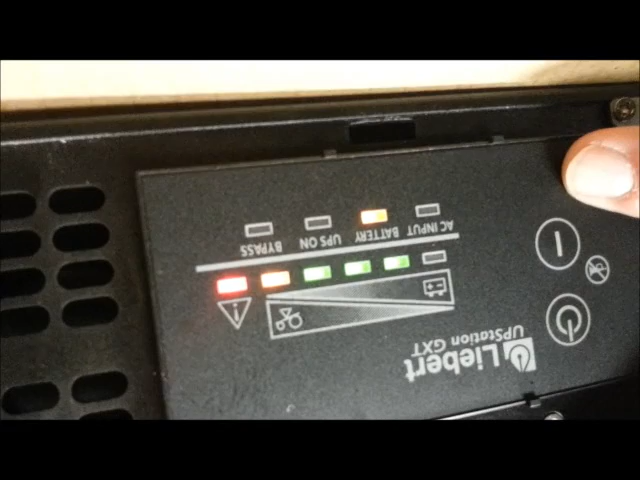 Liebert
UPStation GXT
AC INPUT
BATTERY
UPS ON
BYPASS